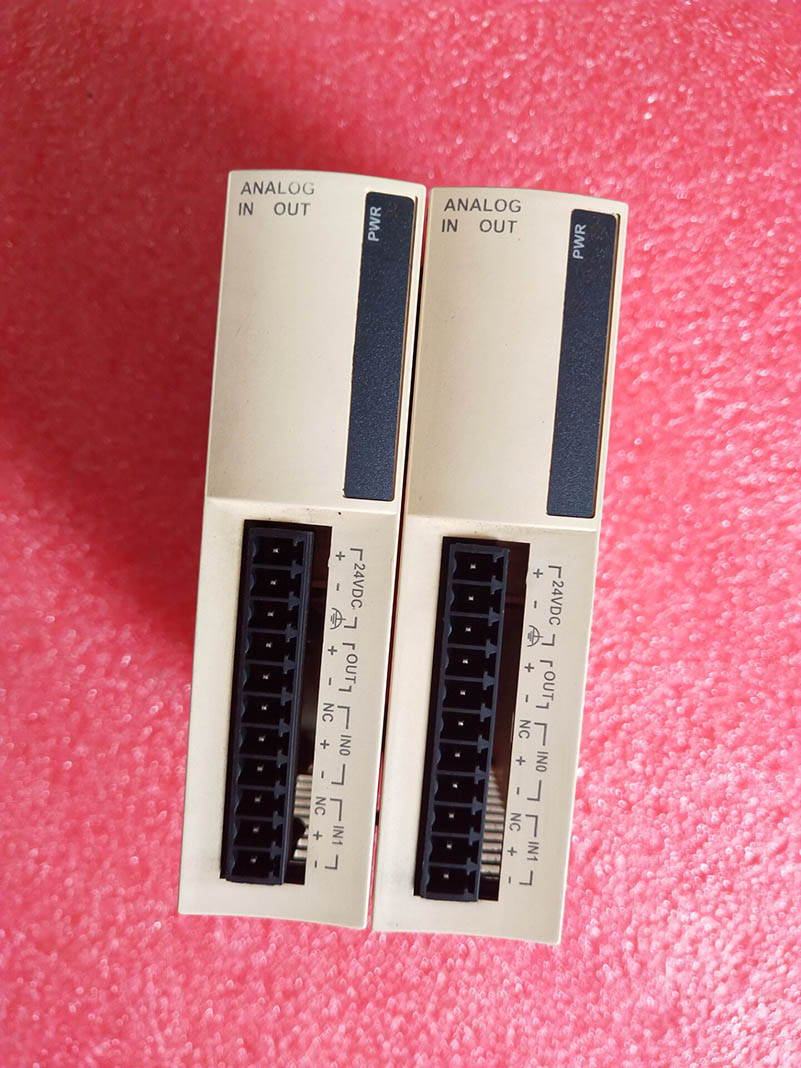 ANALOG
IN OUT
PWR
24VDC
+
-
OUT
+
-
IN0
NC
+
-
IN1
NC
+
-
ANALOG
IN OUT
PWR
24VDC
+
-
OUT
+
-
IN0
NC
+
-
IN1
NC
+
-